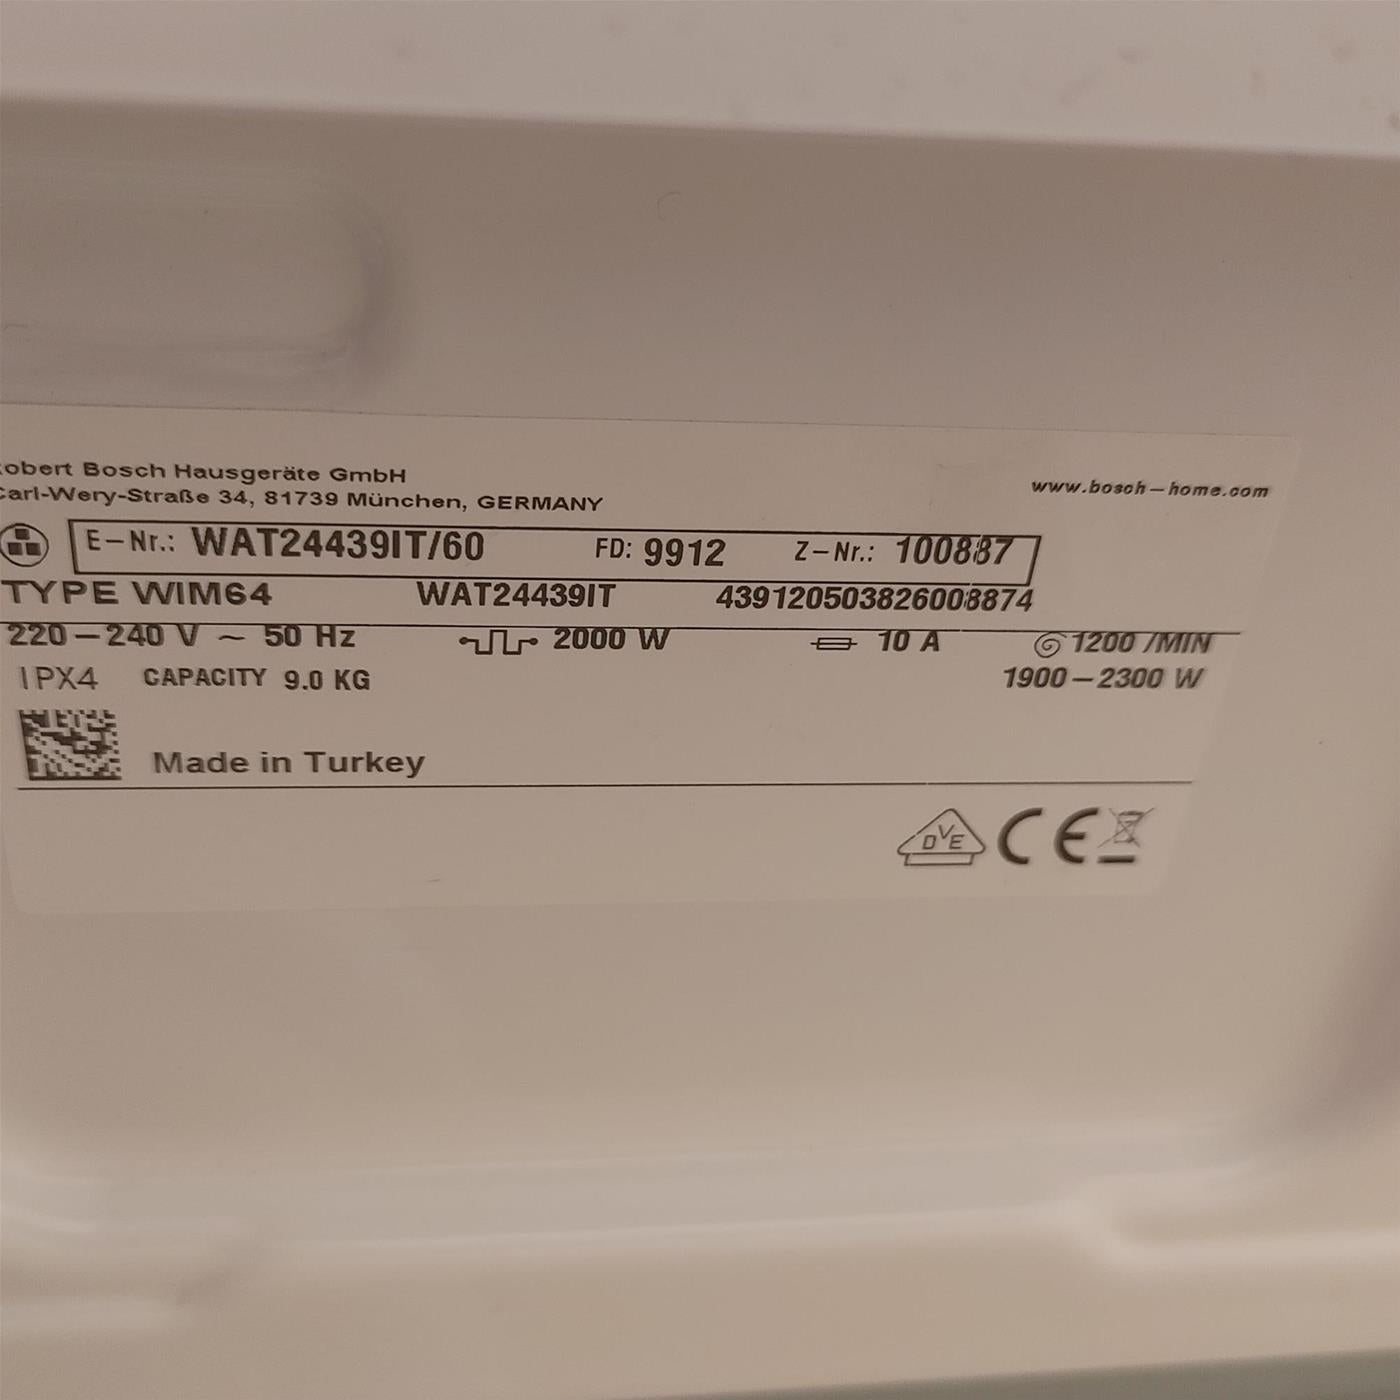 obert Bosch Hausgeräte GmbH
www.bosch-home.com
Carl-Wery-Straße 34, 81739 München, GERMANY
E-Nr.: WAT24439IT/60 FD: 9912 Z-Nr.: 100887
TYPE WIM64 WAT24439IT 439120503826008874
220-240 V ~ 50 Hz 2000 W 10 A 1200 /MIN
IPX4 CAPACITY 9.0 KG 1900-2300 W
Made in Turkey
DVE CE